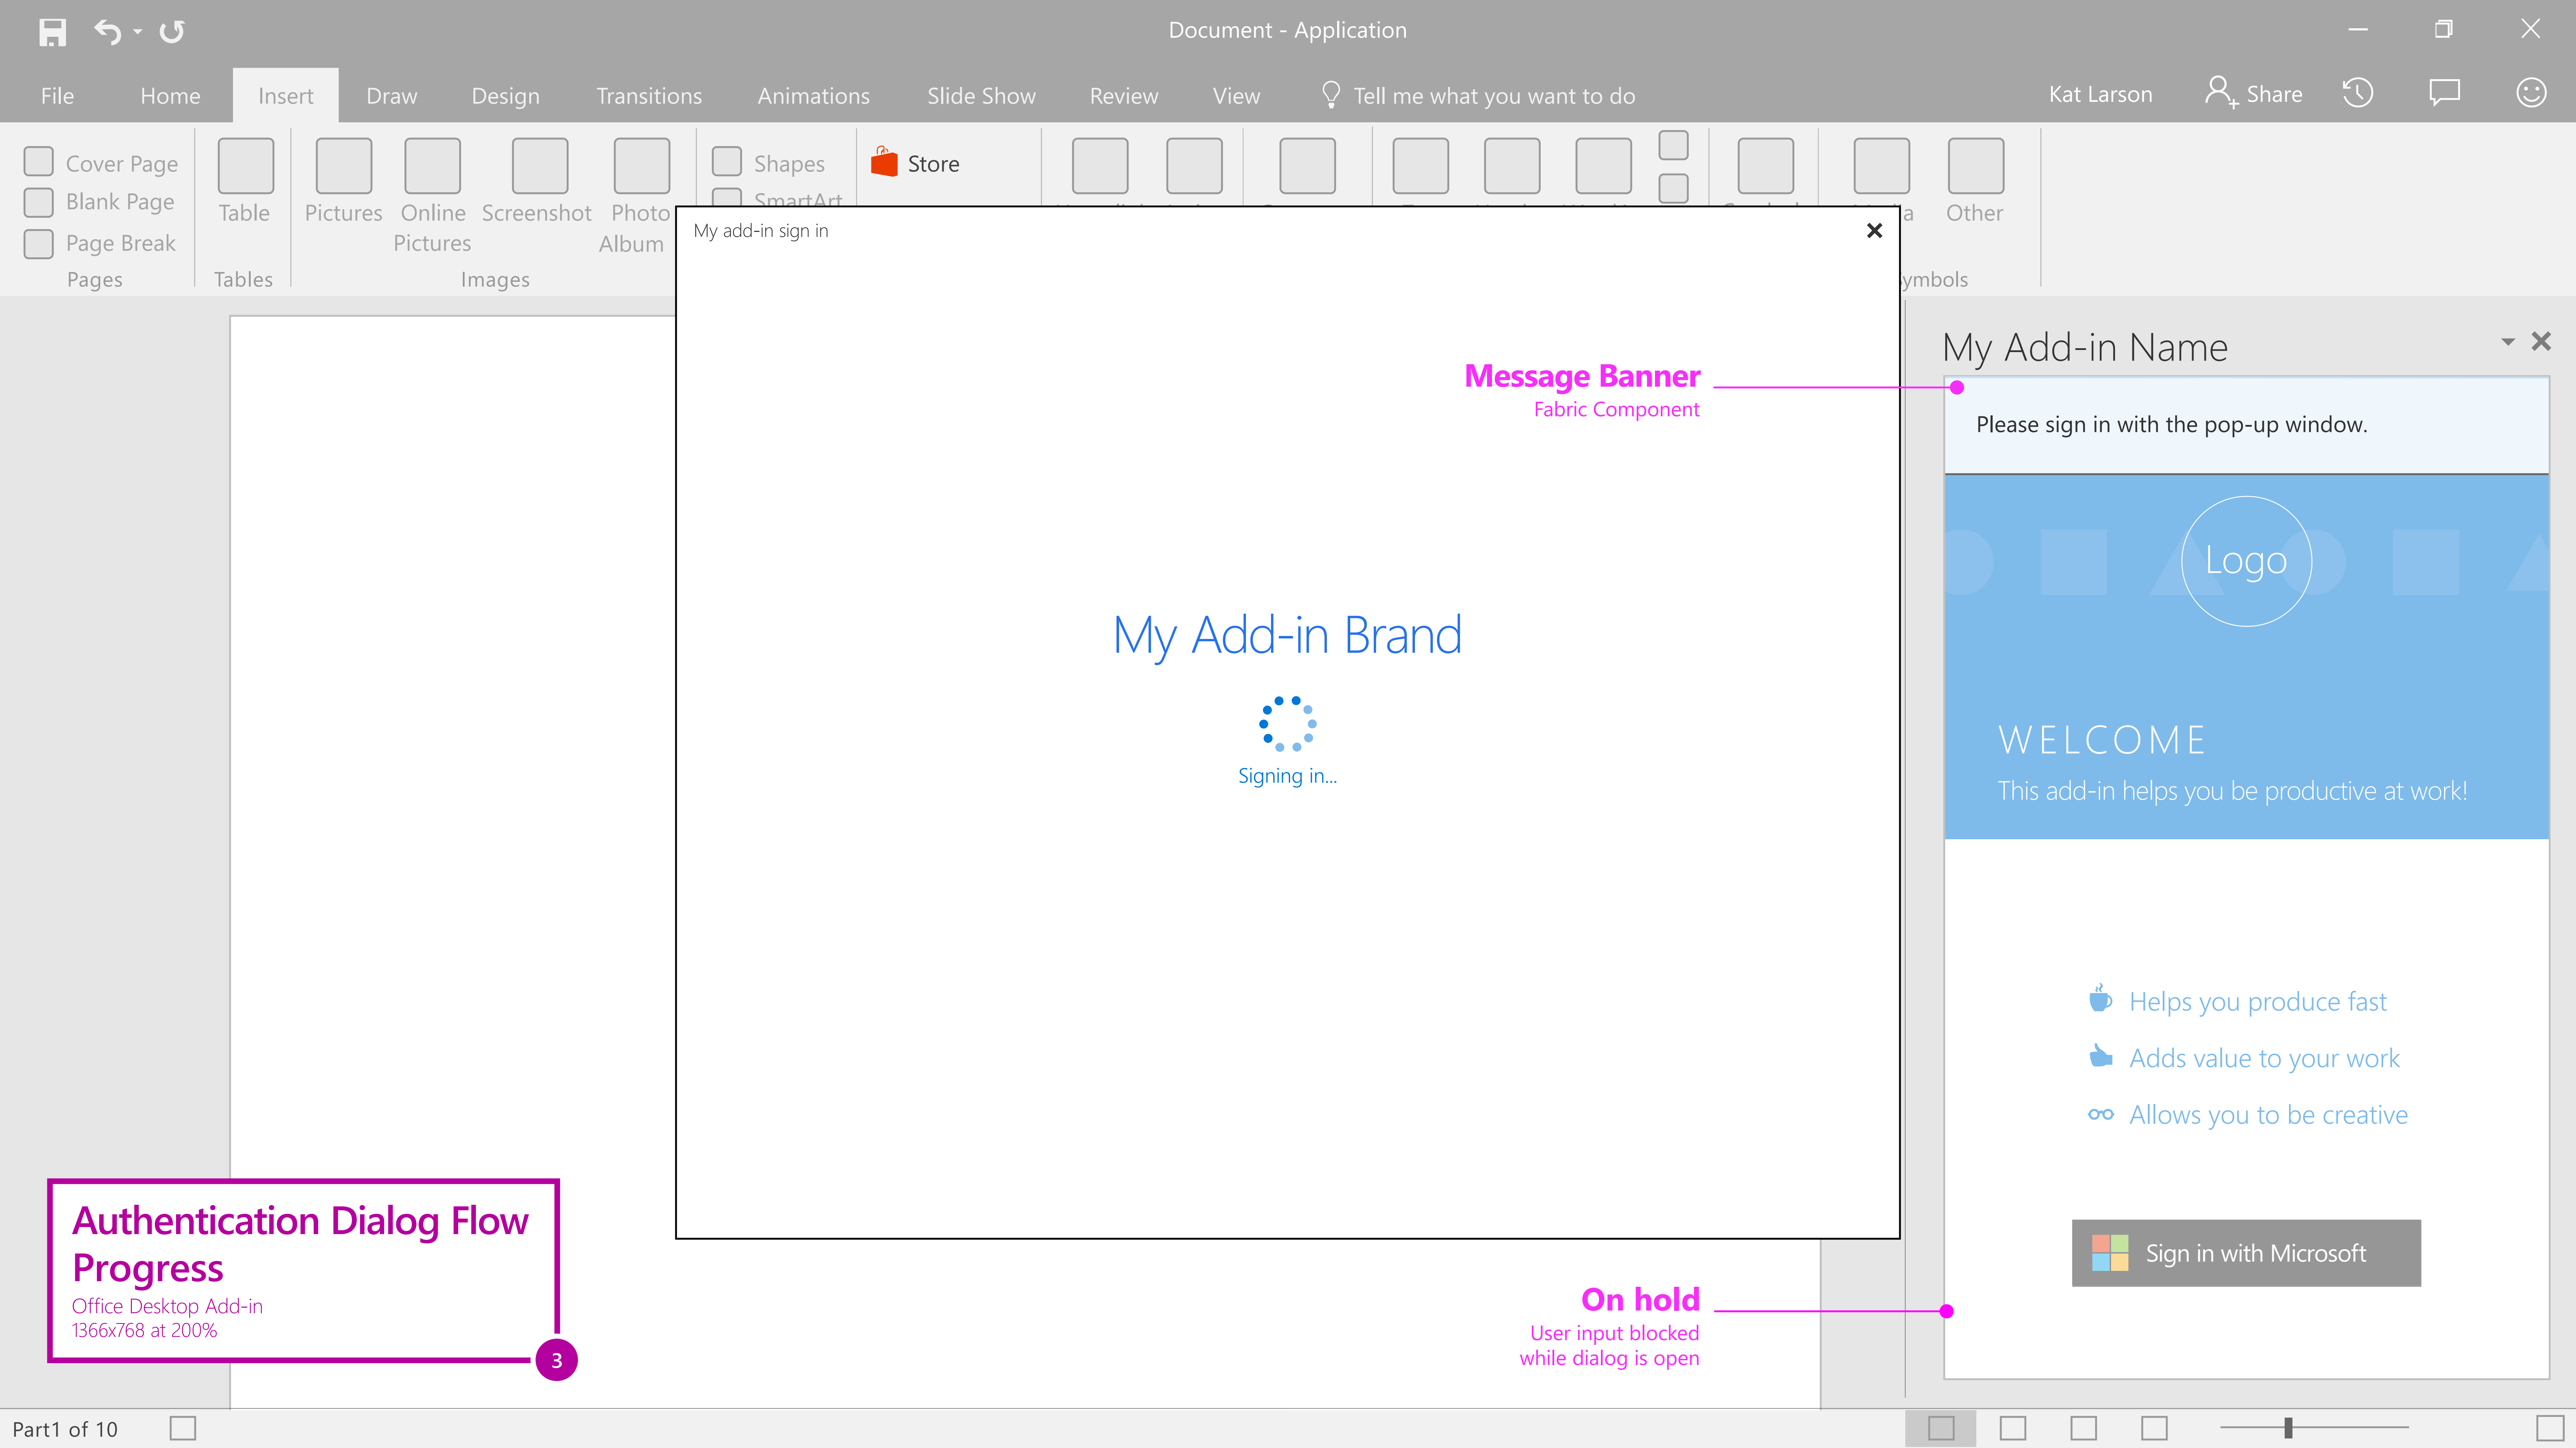 Document - Application
File
Home
Insert
Draw
Design
Transitions
Animations
Slide Show
Review
View
Tell me what you want to do
Kat Larson
Share
Cover Page
Blank Page
Page Break
Pages
Table
Tables
Pictures
Online
Pictures
Screenshot
Photo
Album
Images
Shapes
SmartArt
Store
Other
ymbols
My add-in sign in
Message Banner
Fabric Component
My Add-in Brand
Signing in...
My Add-in Name
Please sign in with the pop-up window.
Logo
WELCOME
This add-in helps you be productive at work!
Helps you produce fast
Adds value to your work
Allows you to be creative
Sign in with Microsoft
On hold
User input blocked
while dialog is open
Authentication Dialog Flow
Progress
Office Desktop Add-in
1366x768 at 200%
3
Part1 of 10